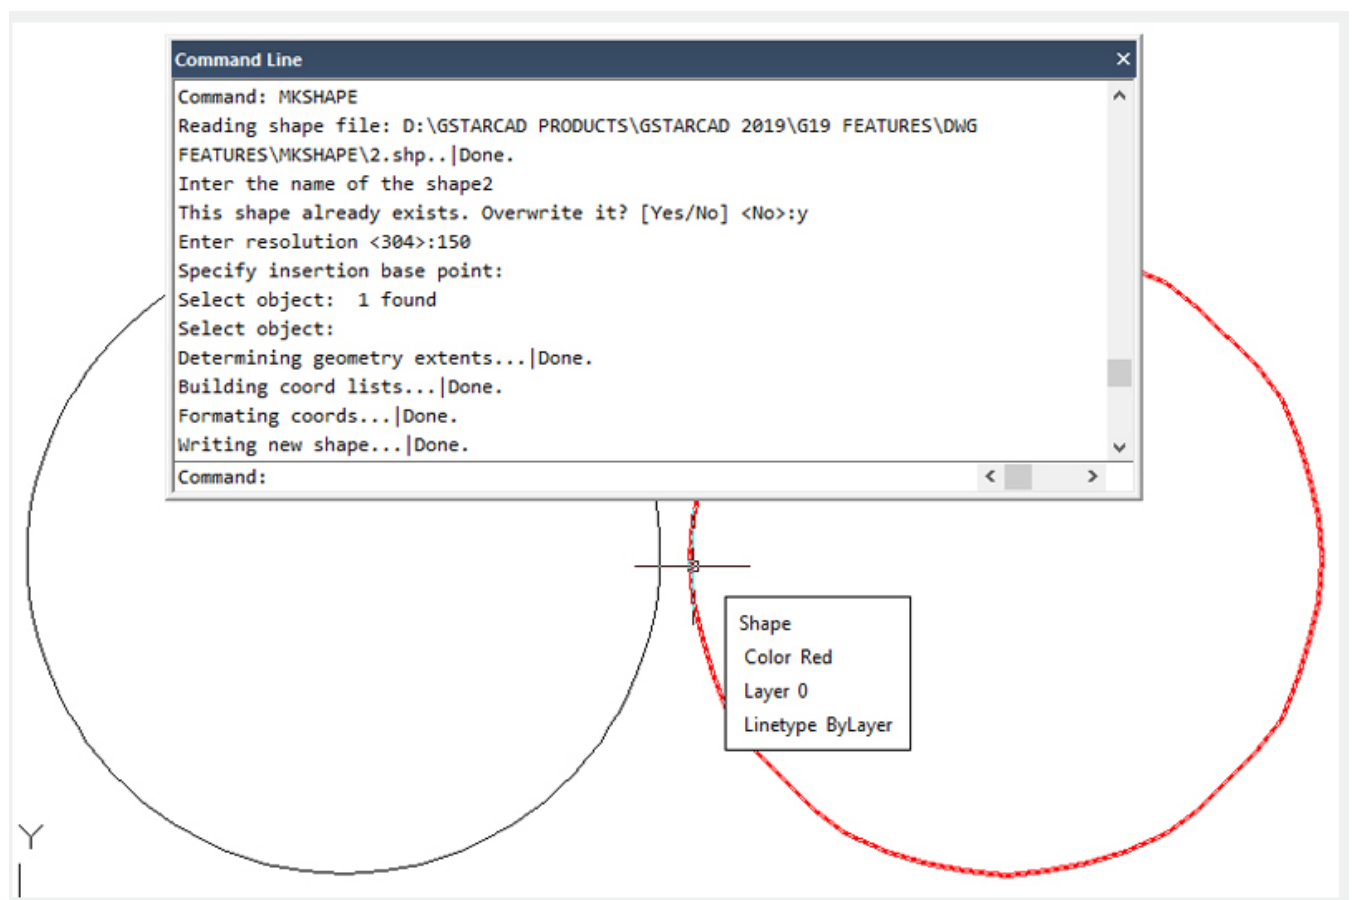 Command Line
Command: MKSHAPE
Reading shape file: D:\GSTARCAD PRODUCTS\GSTARCAD 2019\G19 FEATURES\DWG
FEATURES\MKSHAPE\2.shp..|Done.
Inter the name of the shape2
This shape already exists. Overwrite it? [Yes/No] <No>:y
Enter resolution <304>:150
Specify insertion base point:
Select object:  1 found
Select object:
Determining geometry extents...|Done.
Building coord lists...|Done.
Formating coords...|Done.
Writing new shape...|Done.
Command:
Shape
Color Red
Layer 0
Linetype ByLayer
Y